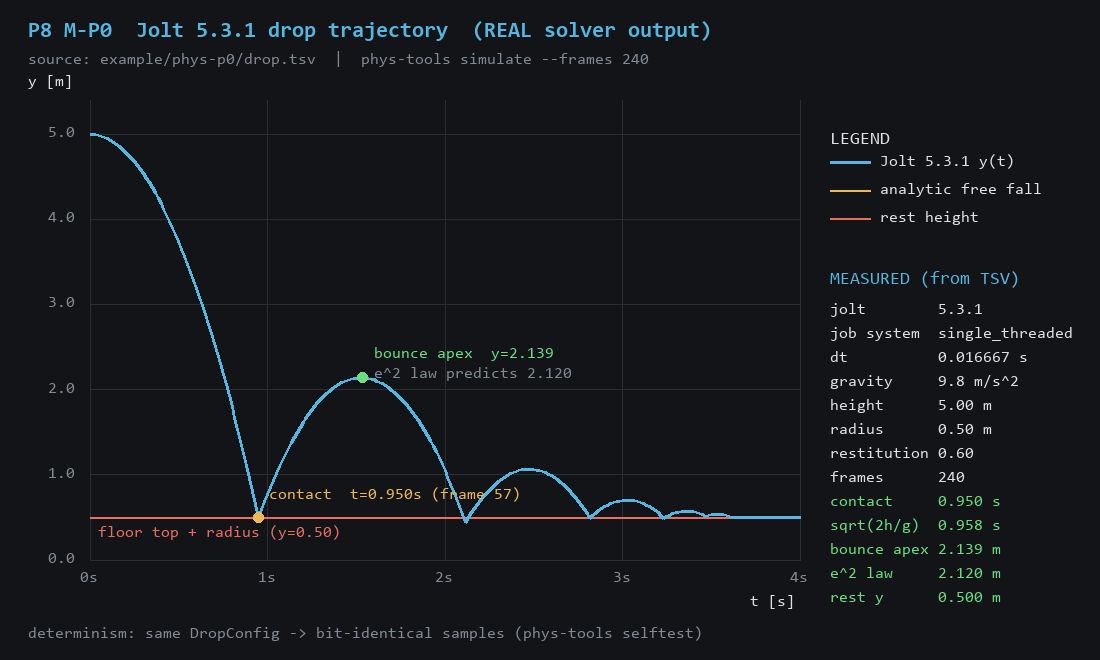 P8 M-P0  Jolt 5.3.1 drop trajectory  (REAL solver output)
source: example/phys-p0/drop.tsv  |  phys-tools simulate --frames 240
y [m]
5.0
4.0
3.0
2.0
1.0
0.0
bounce apex  y=2.139
e^2 law predicts 2.120
contact  t=0.950s (frame 57)
floor top + radius (y=0.50)
0s 1s 2s 3s 4s
t [s]
LEGEND
Jolt 5.3.1 y(t)
analytic free fall
rest height
MEASURED (from TSV)
jolt 5.3.1
job system single_threaded
dt 0.016667 s
gravity 9.8 m/s^2
height 5.00 m
radius 0.50 m
restitution 0.60
frames 240
contact 0.950 s
sqrt(2h/g) 0.958 s
bounce apex 2.139 m
e^2 law 2.120 m
rest y 0.500 m
determinism: same DropConfig -> bit-identical samples (phys-tools selftest)